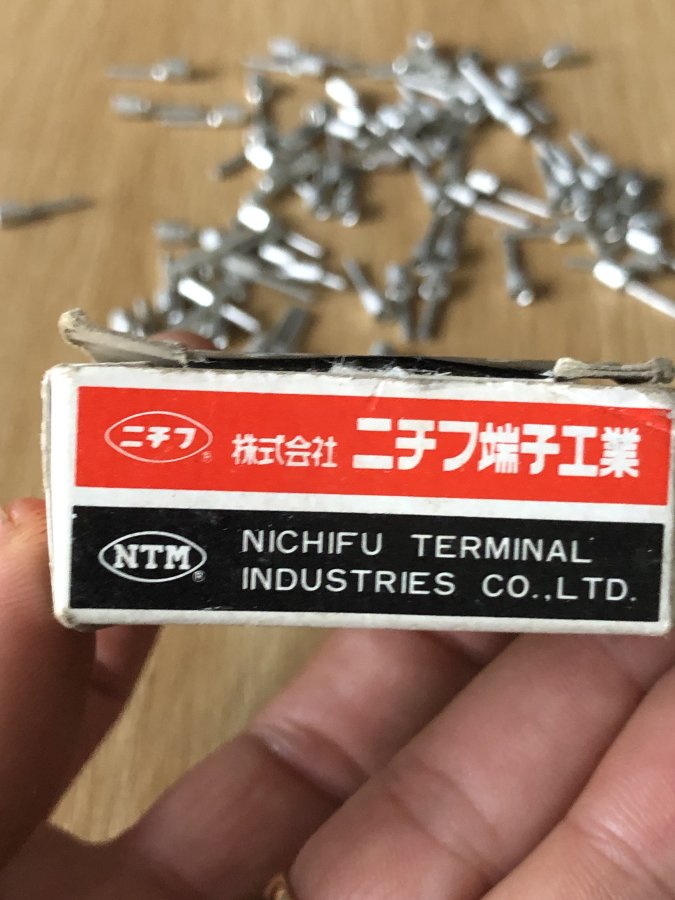 ニチフ® 株式会社 ニチフ端子工業
NTM® NICHIFU TERMINAL
INDUSTRIES CO.,LTD.